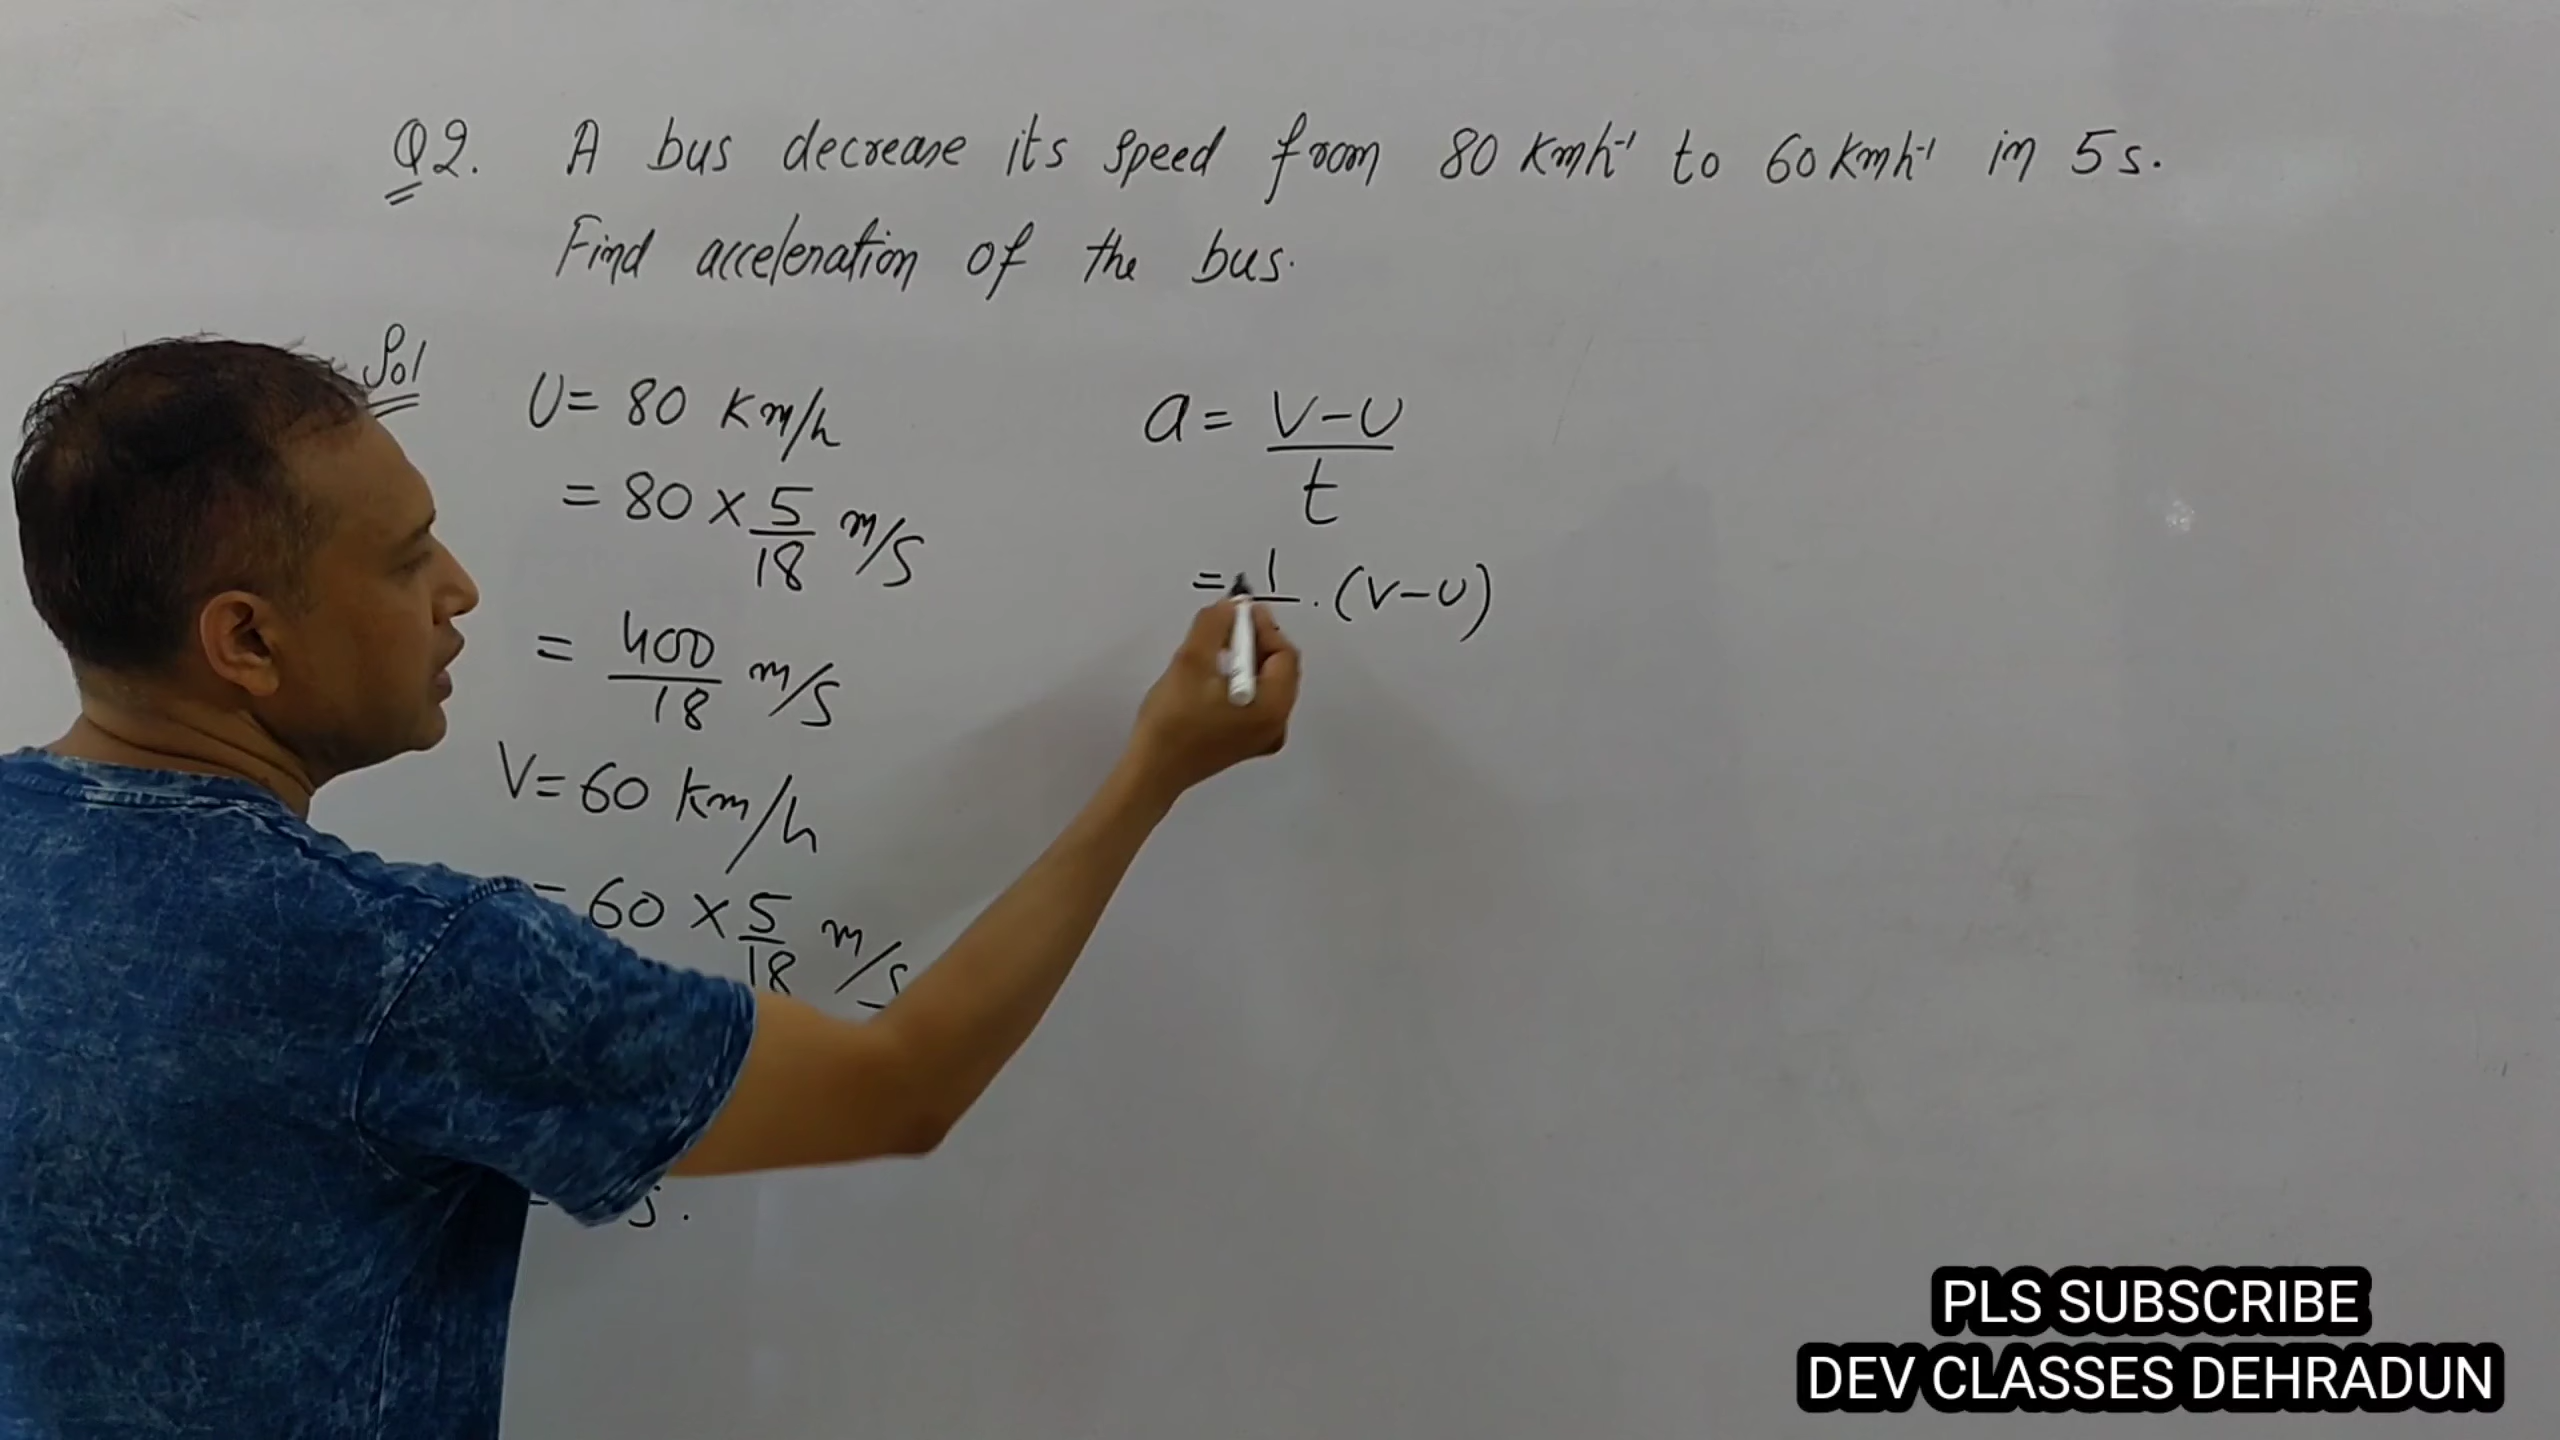 Q2. A bus decrease its speed from 80 Kmh⁻¹ to 60 Kmh⁻¹ in 5 s.
Find acceleration of the bus.
Sol
U = 80 Km/h
= 80 × 5/18 m/s
= 400/18 m/s
V = 60 Km/h
= 60 × 5/18 m/s
s.
a = V-U/t
= 1 . (V-U)
PLS SUBSCRIBE
DEV CLASSES DEHRADUN